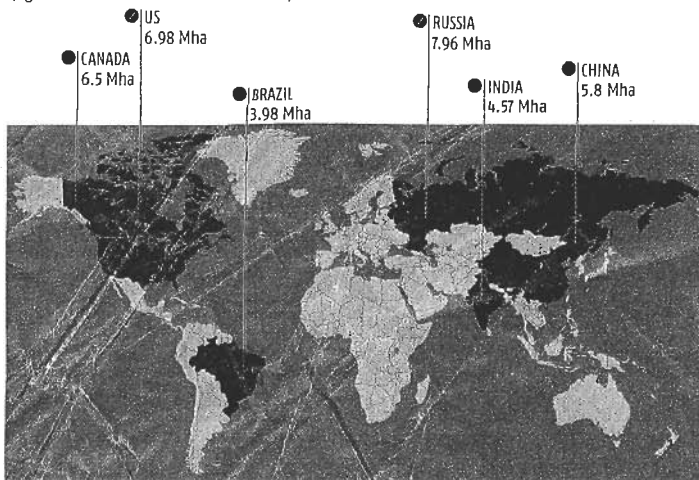 US
6.98 Mha
RUSSIA
7.96 Mha
CANADA
6.5 Mha
BRAZIL
3.98 Mha
INDIA
4.57 Mha
CHINA
5.8 Mha